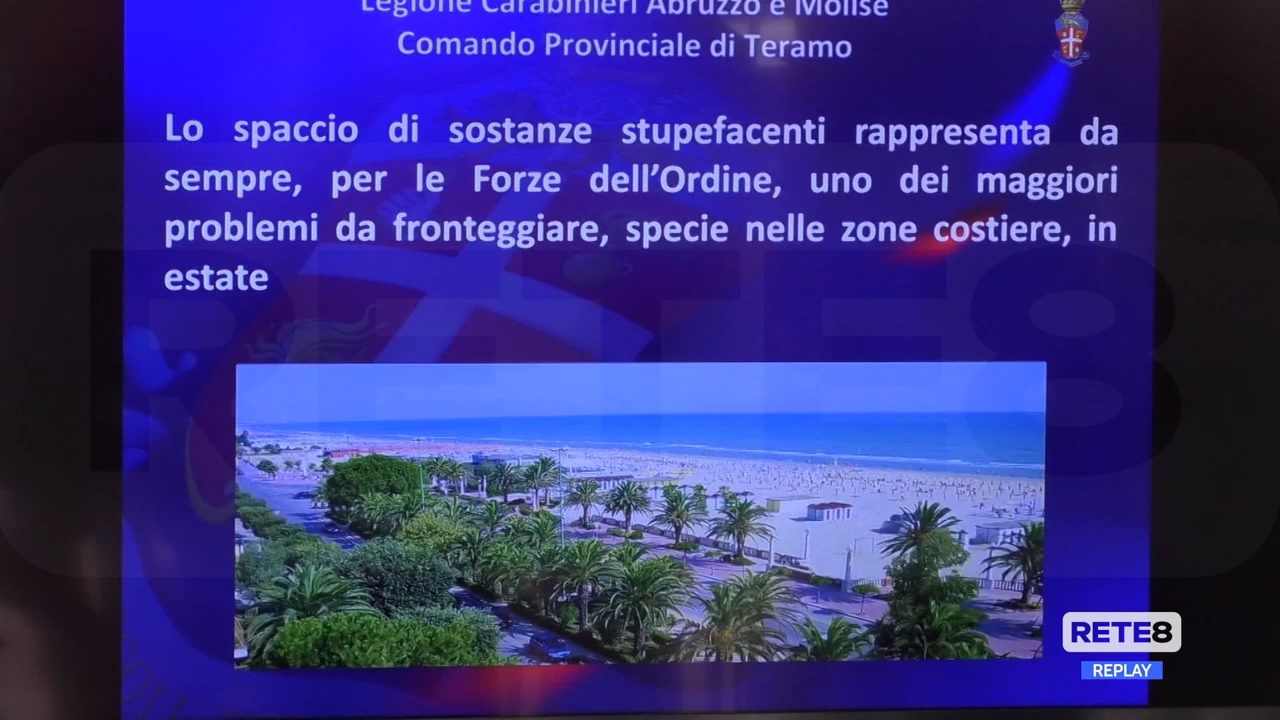 Legione Carabinieri Abruzzo e Molise
Comando Provinciale di Teramo
Lo spaccio di sostanze stupefacenti rappresenta da
sempre, per le Forze dell'Ordine, uno dei maggiori
problemi da fronteggiare, specie nelle zone costiere, in
estate
RETE8
RETE8
REPLAY